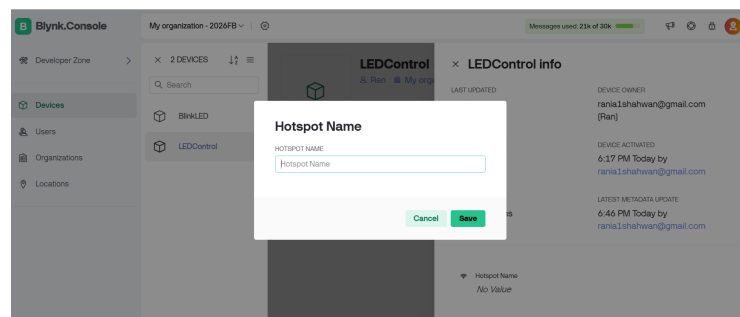 B Blynk.Console
My organization - 2026FB
Messages used: 21k of 30k
Developer Zone
Devices
Users
Organizations
Locations
2 DEVICES
Search
BlinkLED
LEDControl
LEDControl
Ran My orga
LEDControl info
LAST UPDATED
DEVICE OWNER
rania1shahwan@gmail.com
(Ran)
DEVICE ACTIVATED
6:17 PM Today by
rania1shahwan@gmail.com
LATEST METADATA UPDATE
6:46 PM Today by
rania1shahwan@gmail.com
Hotspot Name
No Value
Hotspot Name
HOTSPOT NAME
Hotspot Name
Cancel
Save